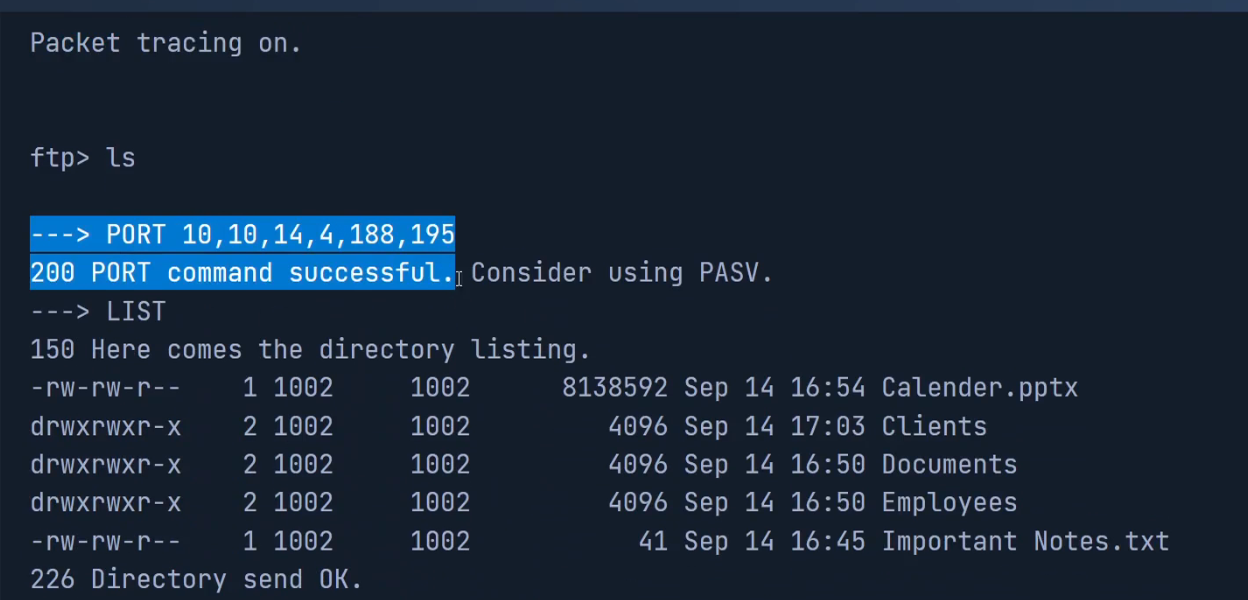 Packet tracing on.
ftp> ls
---> PORT 10,10,14,4,188,195
200 PORT command successful. Consider using PASV.
---> LIST
150 Here comes the directory listing.
-rw-rw-r--    1 1002     1002      8138592 Sep 14 16:54 Calender.pptx
drwxrwxr-x    2 1002     1002         4096 Sep 14 17:03 Clients
drwxrwxr-x    2 1002     1002         4096 Sep 14 16:50 Documents
drwxrwxr-x    2 1002     1002         4096 Sep 14 16:50 Employees
-rw-rw-r--    1 1002     1002           41 Sep 14 16:45 Important Notes.txt
226 Directory send OK.